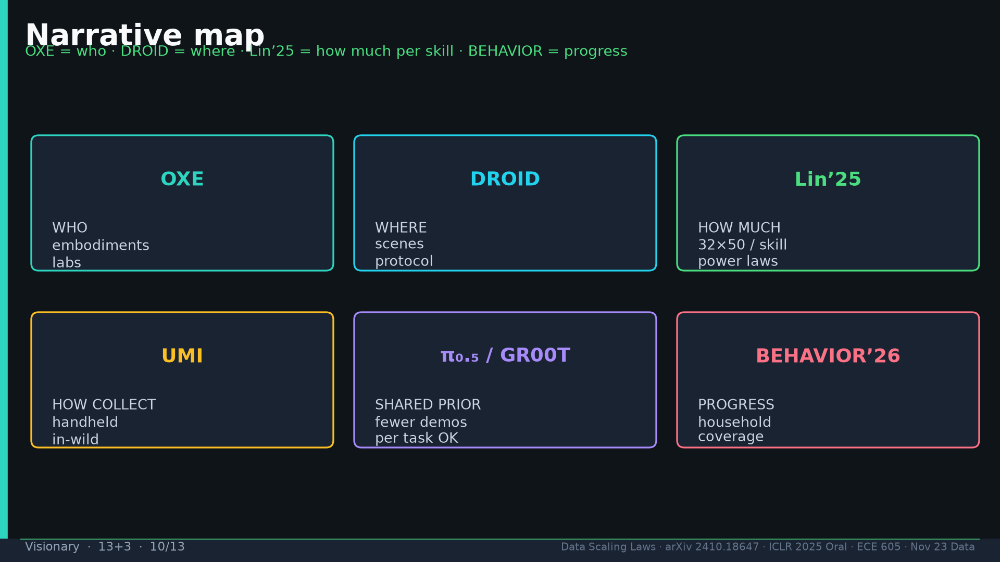 Narrative map
OXE = who · DROID = where · Lin’25 = how much per skill · BEHAVIOR = progress
OXE
WHO
embodiments
labs
DROID
WHERE
scenes
protocol
Lin’25
HOW MUCH
32×50 / skill
power laws
UMI
HOW COLLECT
handheld
in-wild
π₀.₅ / GR00T
SHARED PRIOR
fewer demos
per task OK
BEHAVIOR’26
PROGRESS
household
coverage
Visionary · 13+3 · 10/13
Data Scaling Laws · arXiv 2410.18647 · ICLR 2025 Oral · ECE 605 · Nov 23 Data